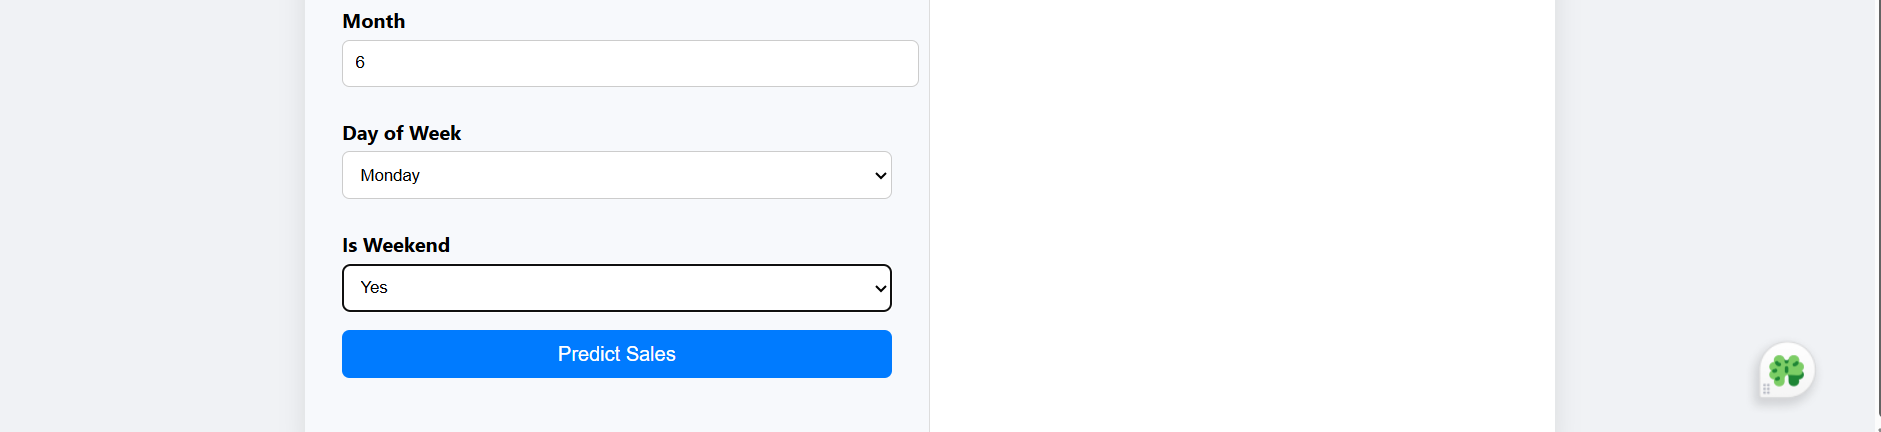 Month
6
Day of Week
Monday
Is Weekend
Yes
Predict Sales